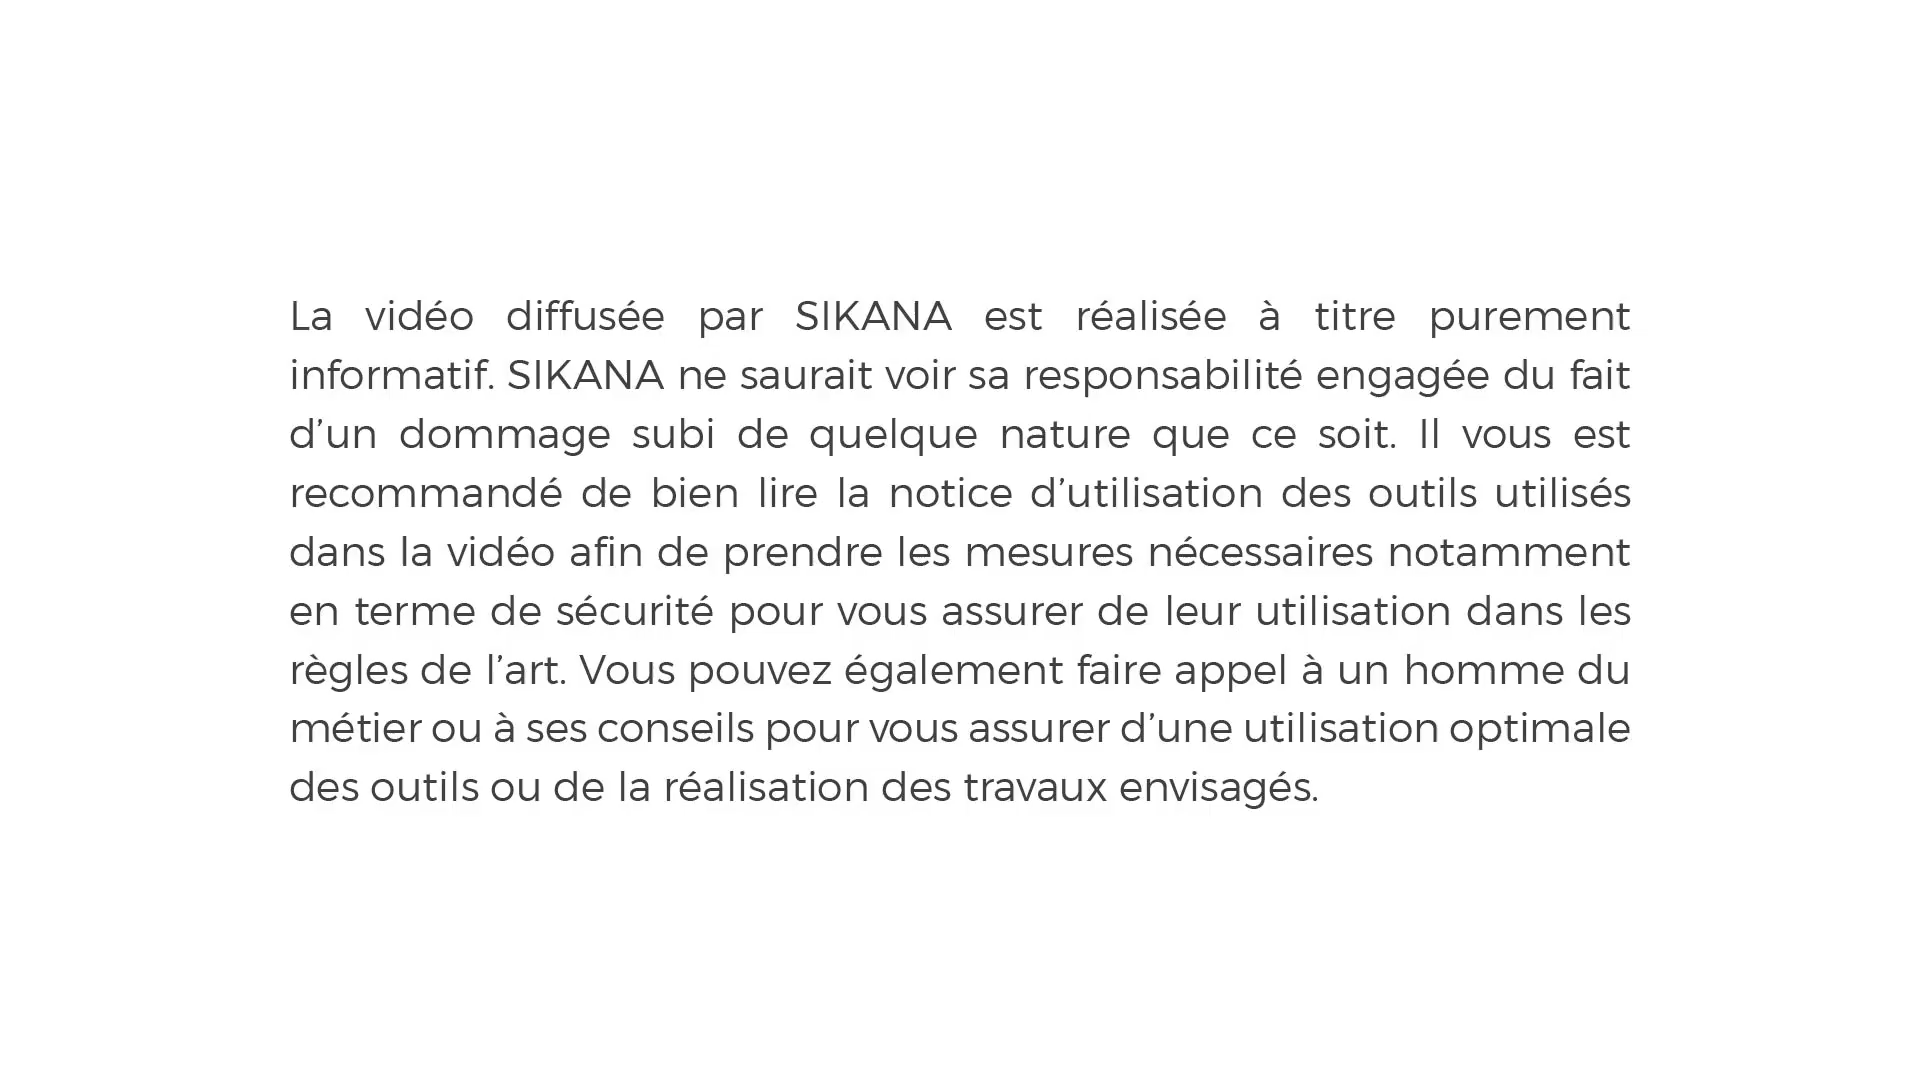 La vidéo diffusée par SIKANA est réalisée à titre purement
informatif. SIKANA ne saurait voir sa responsabilité engagée du fait
d’un dommage subi de quelque nature que ce soit. Il vous est
recommandé de bien lire la notice d’utilisation des outils utilisés
dans la vidéo afin de prendre les mesures nécessaires notamment
en terme de sécurité pour vous assurer de leur utilisation dans les
règles de l’art. Vous pouvez également faire appel à un homme du
métier ou à ses conseils pour vous assurer d’une utilisation optimale
des outils ou de la réalisation des travaux envisagés.